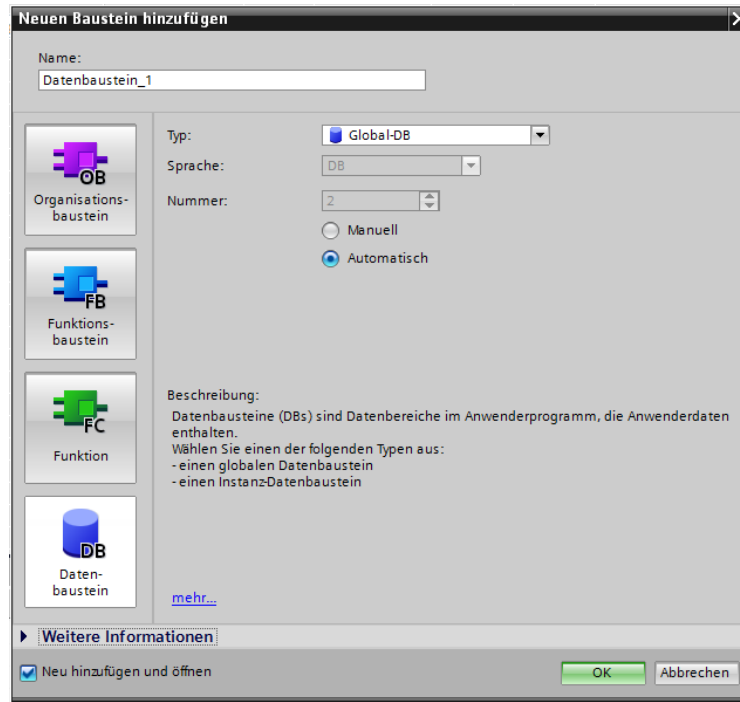 Neuen Baustein hinzufügen
Name:
Datenbaustein_1
OB
Organisations-
baustein
FB
Funktions-
baustein
FC
Funktion
DB
Daten-
baustein
Typ:
Global-DB
Sprache:
DB
Nummer:
2
Manuell
Automatisch
Beschreibung:
Datenbausteine (DBs) sind Datenbereiche im Anwenderprogramm, die Anwenderdaten
enthalten.
Wählen Sie einen der folgenden Typen aus:
- einen globalen Datenbaustein
- einen Instanz-Datenbaustein
mehr...
Weitere Informationen
Neu hinzufügen und öffnen
OK
Abbrechen